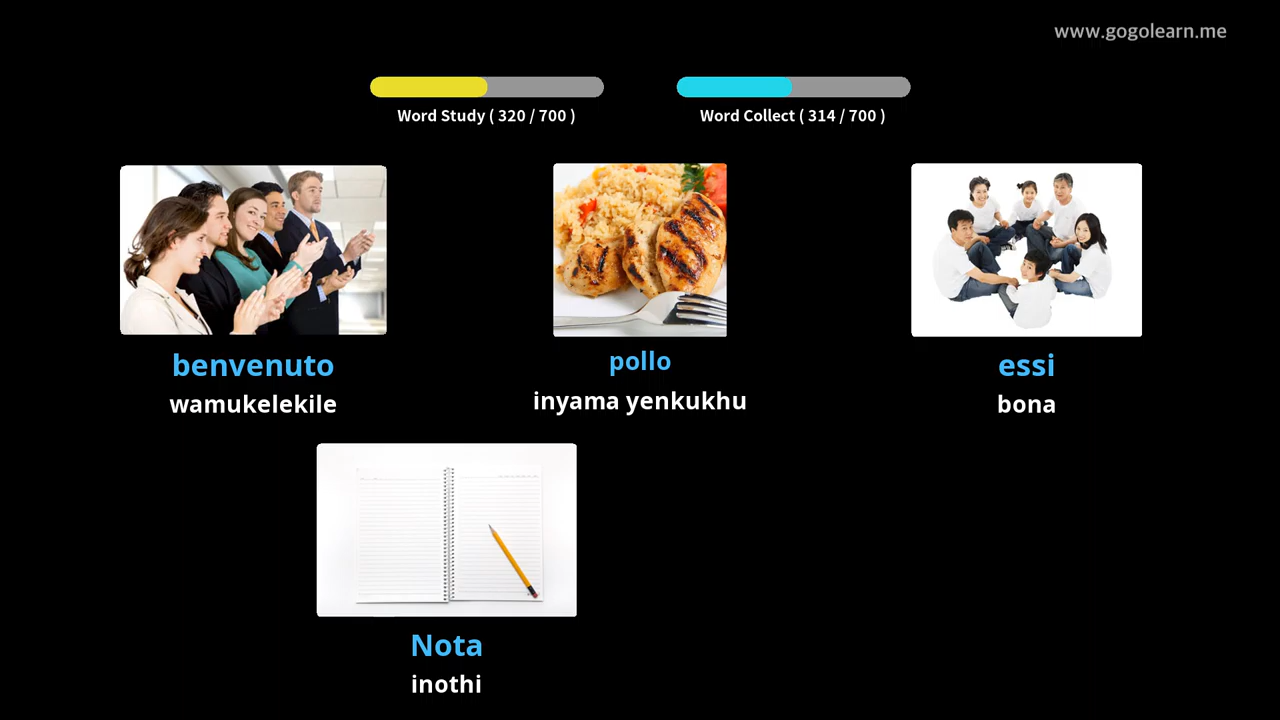 www.gogolearn.me
Word Study ( 320 / 700 )
Word Collect ( 314 / 700 )
benvenuto
wamukelekile
pollo
inyama yenkukhu
essi
bona
Nota
inothi